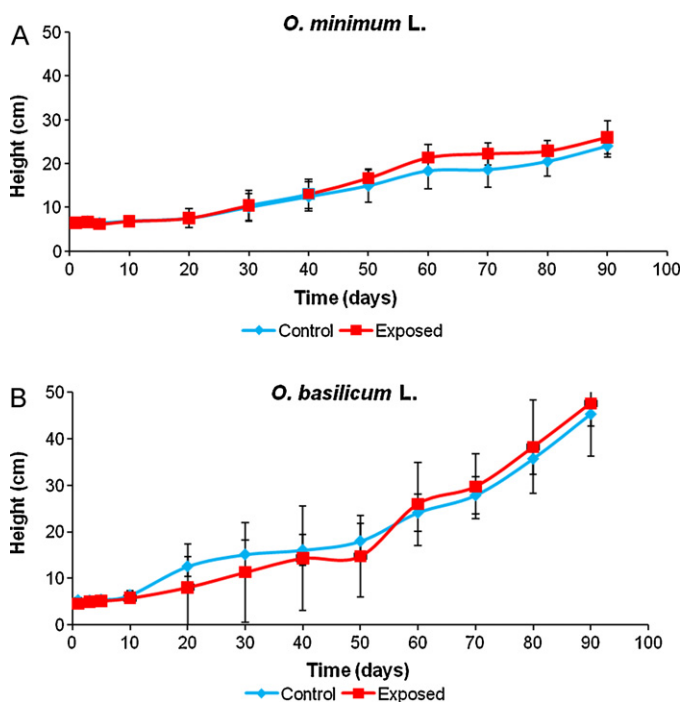 A
O. minimum L.
50
40
30
20
10
0
Height (cm)
0 10 20 30 40 50 60 70 80 90 100
Time (days)
Control Exposed
B
O. basilicum L.
50
40
30
20
10
0
Height (cm)
0 10 20 30 40 50 60 70 80 90 100
Time (days)
Control Exposed